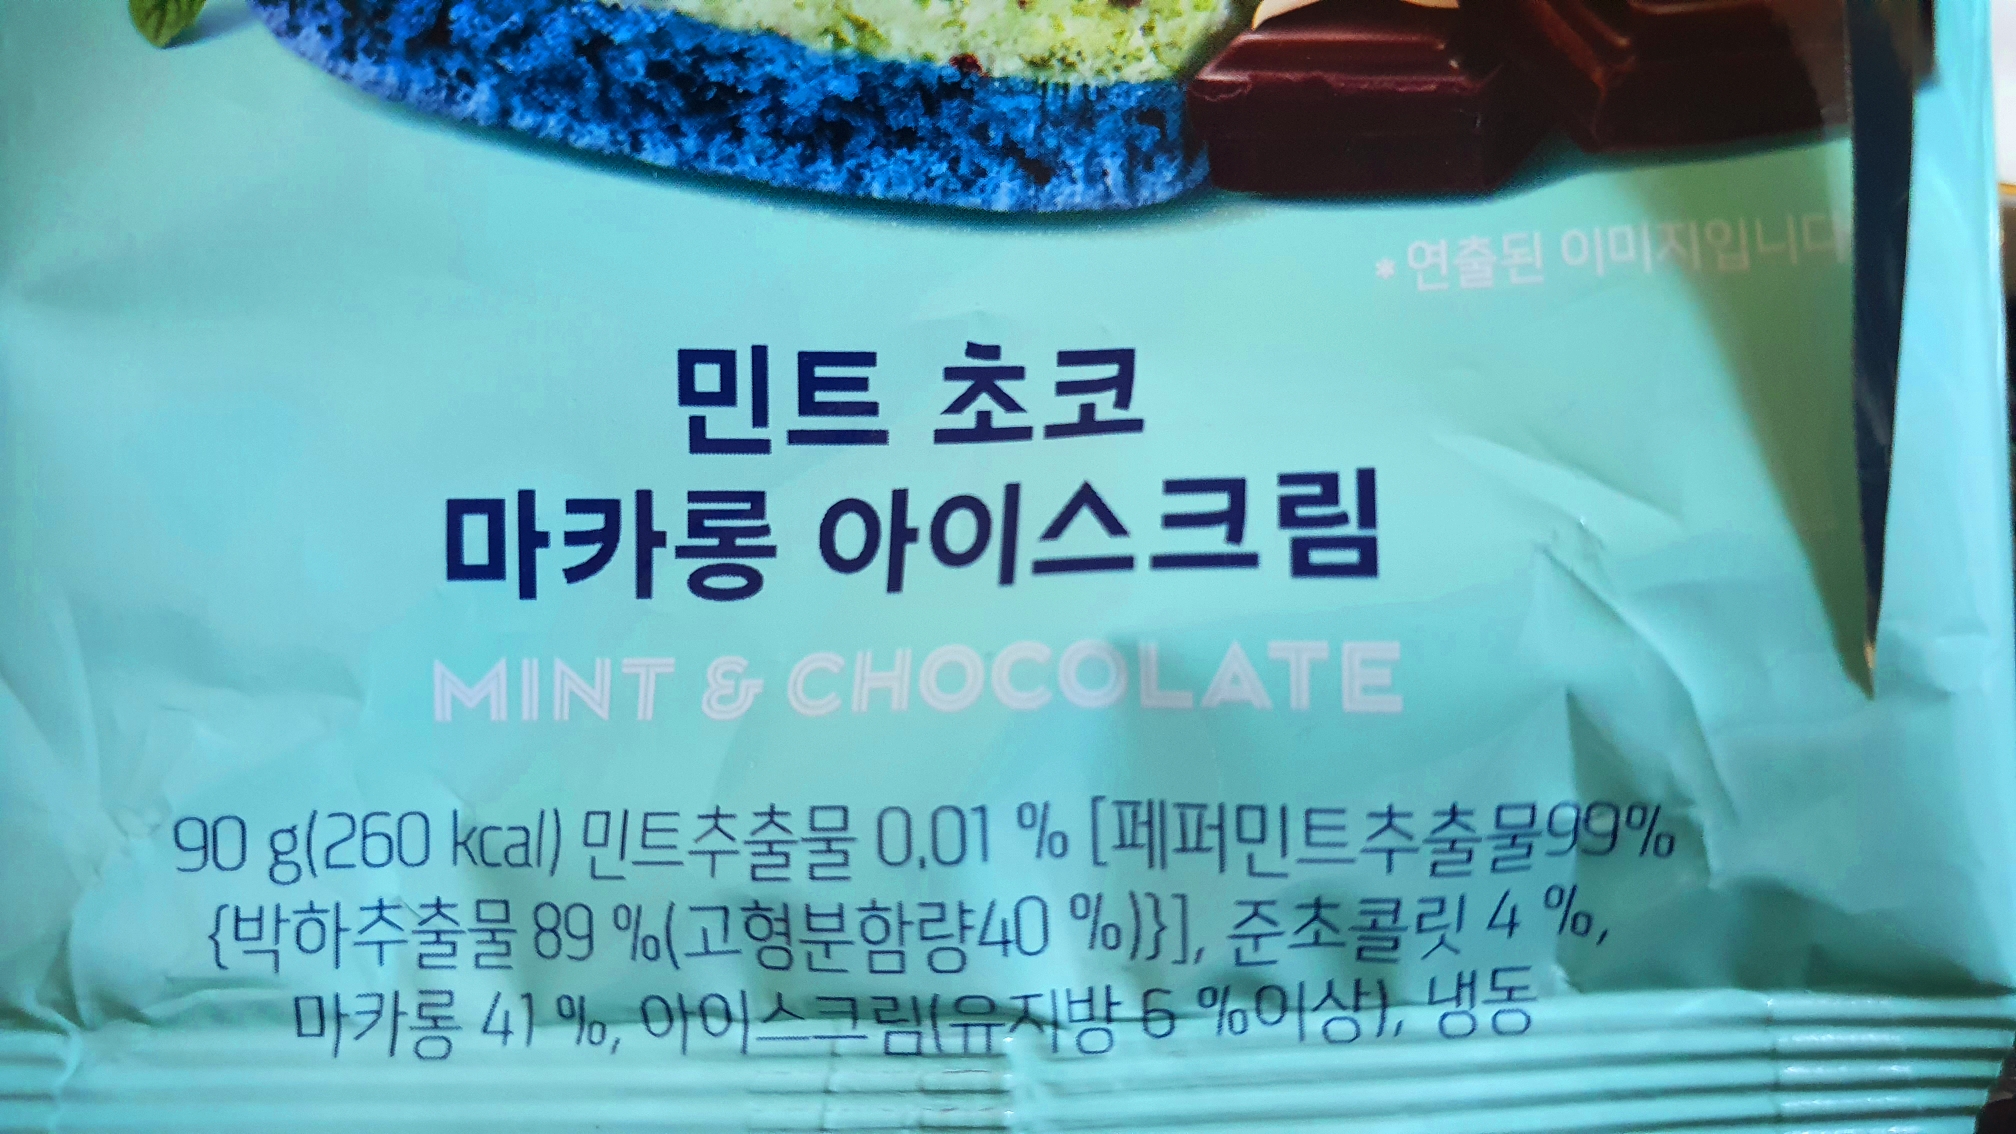 *연출된 이미지입니다
민트 초코
마카롱 아이스크림
MINT & CHOCOLATE
90 g(260 kcal) 민트추출물 0.01 % [페퍼민트추출물99%
{박하추출물 89 %(고형분함량40 %)}], 준초콜릿 4 %,
마카롱 41 %, 아이스크림(유지방 6 %이상), 냉동